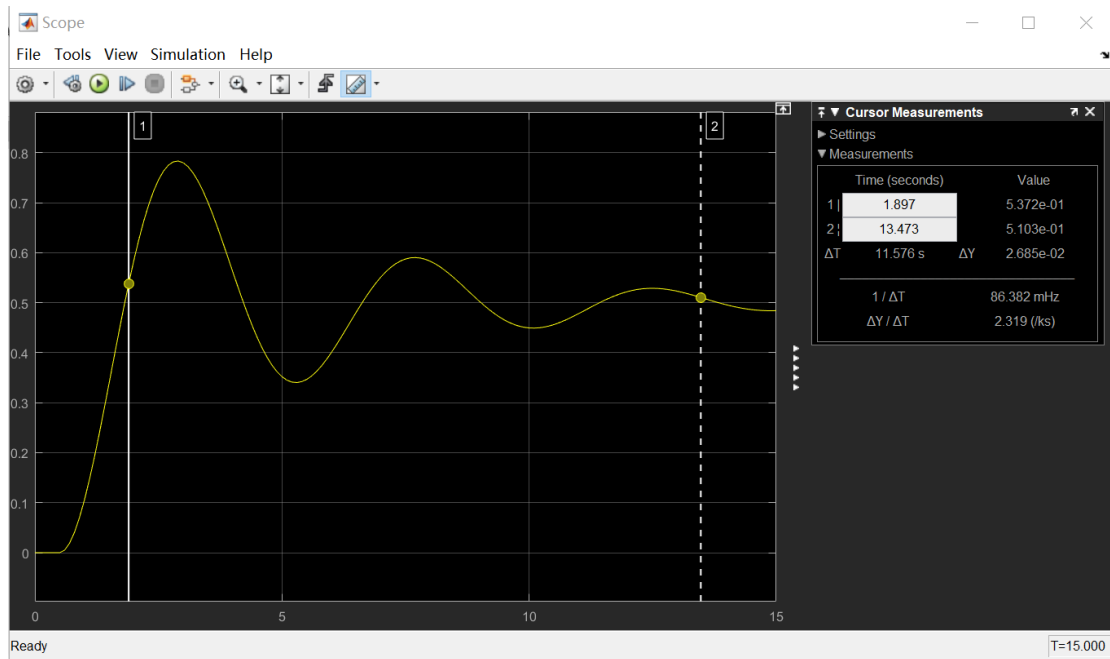 Scope
File Tools View Simulation Help
1
2
0.8
0.7
0.6
0.5
0.4
0.3
0.2
0.1
0
0 5 10 15
Cursor Measurements
Settings
Measurements
Time (seconds) Value
1 | 1.897 5.372e-01
2 ¦ 13.473 5.103e-01
ΔT 11.576 s ΔY 2.685e-02
1 / ΔT 86.382 mHz
ΔY / ΔT 2.319 (/ks)
Ready T=15.000